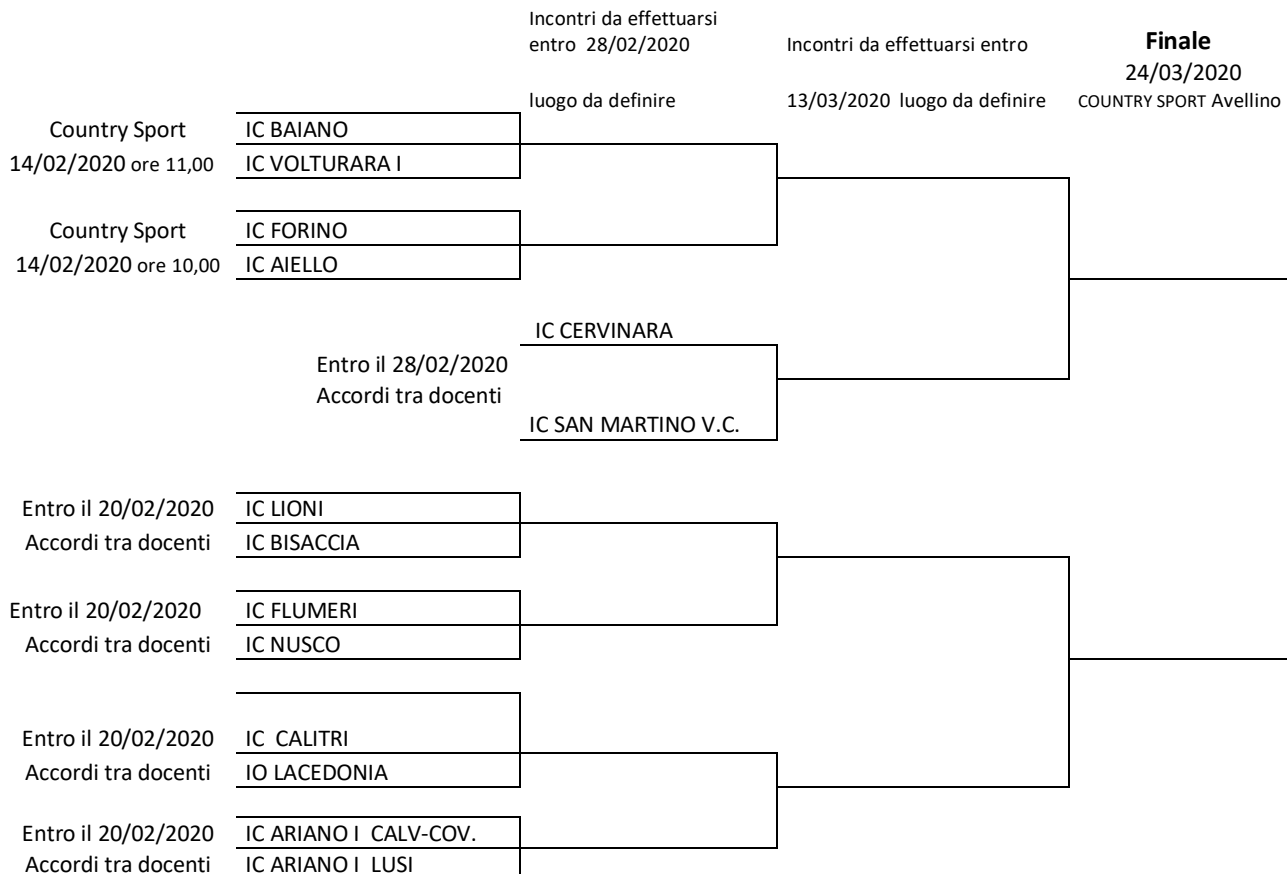 Incontri da effettuarsi
entro 28/02/2020
luogo da definire
Incontri da effettuarsi entro
13/03/2020 luogo da definire
Finale
24/03/2020
COUNTRY SPORT Avellino
Country Sport
IC BAIANO
14/02/2020 ore 11,00
IC VOLTURARA I
Country Sport
IC FORINO
14/02/2020 ore 10,00
IC AIELLO
IC CERVINARA
Entro il 28/02/2020
Accordi tra docenti
IC SAN MARTINO V.C.
Entro il 20/02/2020
IC LIONI
Accordi tra docenti
IC BISACCIA
Entro il 20/02/2020
IC FLUMERI
Accordi tra docenti
IC NUSCO
Entro il 20/02/2020
IC CALITRI
Accordi tra docenti
IO LACEDONIA
Entro il 20/02/2020
IC ARIANO I CALV-COV.
Accordi tra docenti
IC ARIANO I LUSI